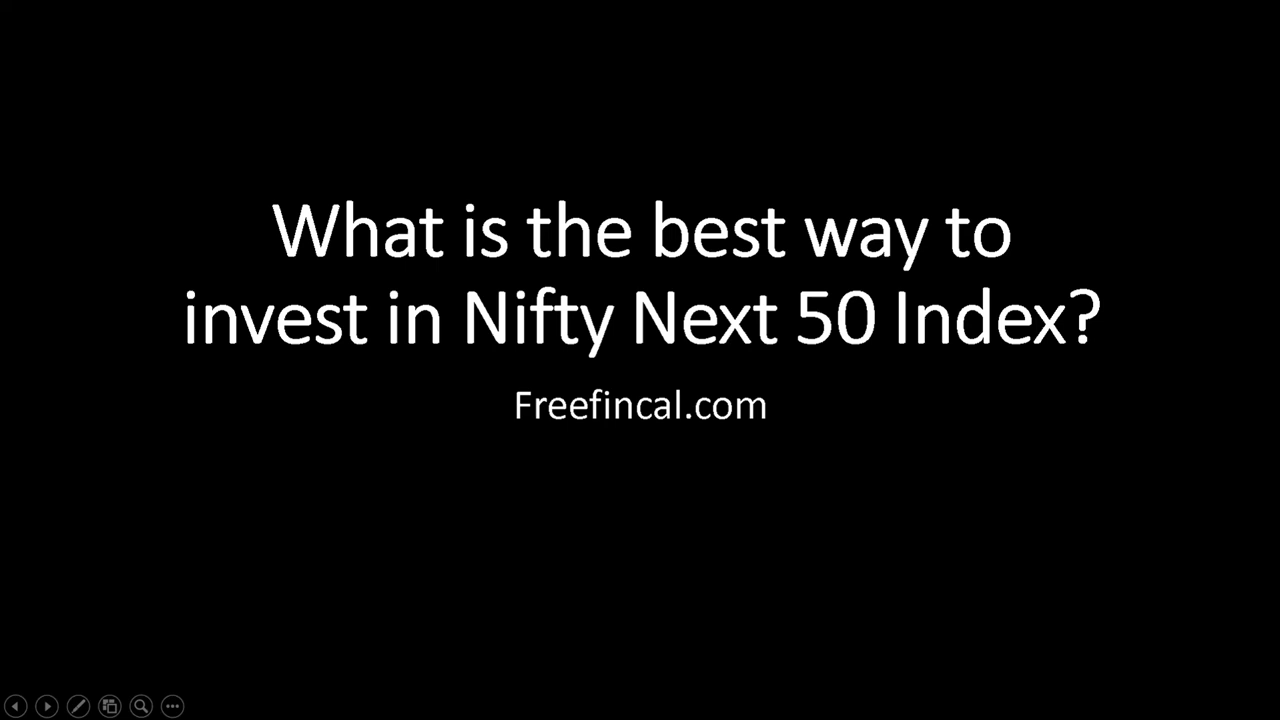 What is the best way to
invest in Nifty Next 50 Index?
Freefincal.com